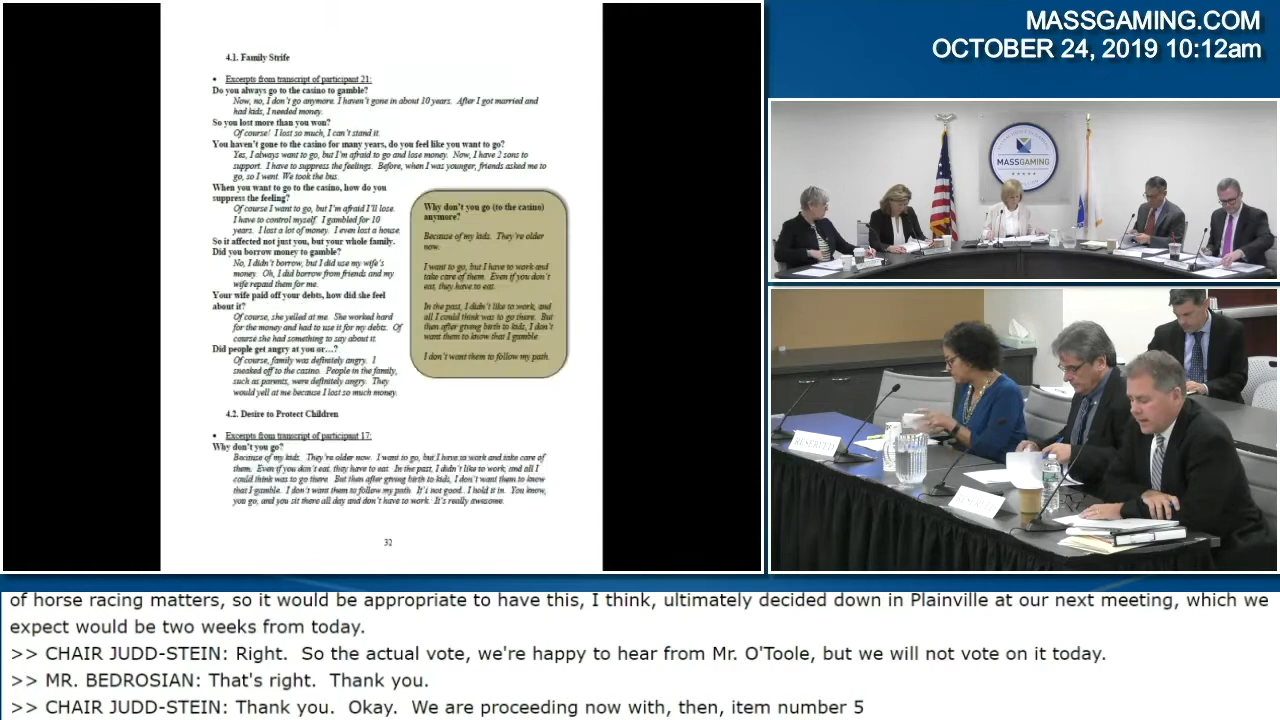 MASSGAMING.COM
OCTOBER 24, 2019 10:12am
4.1. Family Strife
• Excerpts from transcript of participant 21:
Do you always go to the casino to gamble?
Now, no, I don't go anymore. I haven't gone in about 10 years. After I got married and
had kids, I needed money.
So you lost more than you won?
Of course! I lost so much, I can't stand it.
You haven't gone to the casino for many years, do you feel like you want to go?
Yes, I always want to go, but I'm afraid to go and lose money. Now, I have 2 sons to
support. I have to suppress the feelings. Before, when I was younger, friends asked me to
go, so I went. We took the bus.
When you want to go to the casino, how do you
suppress the feeling?
Of course I want to go, but I'm afraid I'll lose.
I have to control myself. I gambled for 10
years. I lost a lot of money. I even lost a house.
So it affected not just you, but your whole family.
Did you borrow money to gamble?
No, I didn't borrow, but I did use my wife's
money. Oh, I did borrow from friends and my
wife repaid them for me.
Your wife paid off your debts, how did she feel
about it?
Of course, she yelled at me. She worked hard
for the money and had to use it for my debts. Of
course she had something to say about it.
Did people get angry at you or…?
Of course, family was definitely angry. I
sneaked off to the casino. People in the family,
such as parents, were definitely angry. They
would yell at me because I lost so much money.
Why don't you go (to the casino)
anymore?
Because of my kids. They're older
now.
I want to go, but I have to work and
take care of them. Even if you don't
eat, they have to eat.
In the past, I didn't like to work, and
all I could think was to go there. But
then after giving birth to kids, I don't
want them to know that I gamble.
I don't want them to follow my path.
4.2. Desire to Protect Children
• Excerpts from transcript of participant 17:
Why don't you go?
Because of my kids. They're older now. I want to go, but I have to work and take care of
them. Even if you don't eat, they have to eat. In the past, I didn't like to work, and all I
could think was to go there. But then after giving birth to kids, I don't want them to know
that I gamble. I don't want them to follow my path. It's not good. I hold it in. You know,
you go, and you sit there all day and don't have to work. It's really awesome.
32
MASSGAMING
RESERVED
RESERVED
of horse racing matters, so it would be appropriate to have this, I think, ultimately decided down in Plainville at our next meeting, which we
expect would be two weeks from today.
>> CHAIR JUDD-STEIN: Right. So the actual vote, we're happy to hear from Mr. O'Toole, but we will not vote on it today.
>> MR. BEDROSIAN: That's right. Thank you.
>> CHAIR JUDD-STEIN: Thank you. Okay. We are proceeding now with, then, item number 5